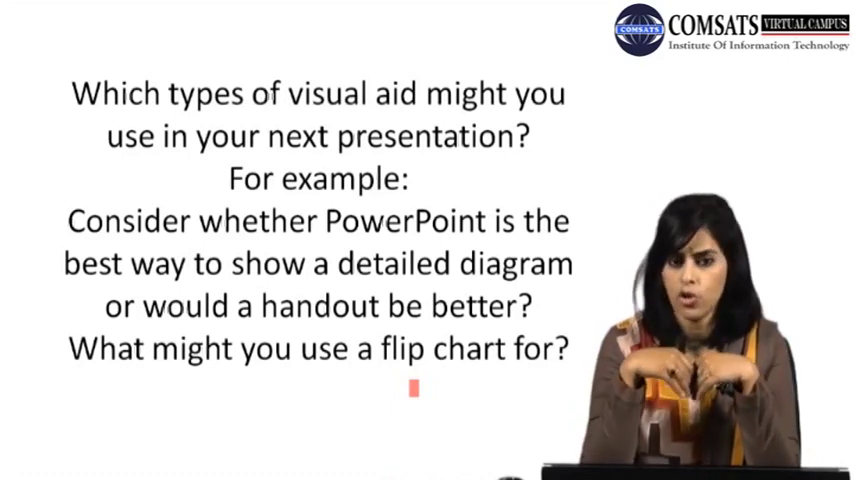 COMSATS VIRTUAL CAMPUS
COMSATS
Institute Of Information Technology
Which types of visual aid might you
use in your next presentation?
For example:
Consider whether PowerPoint is the
best way to show a detailed diagram
or would a handout be better?
What might you use a flip chart for?